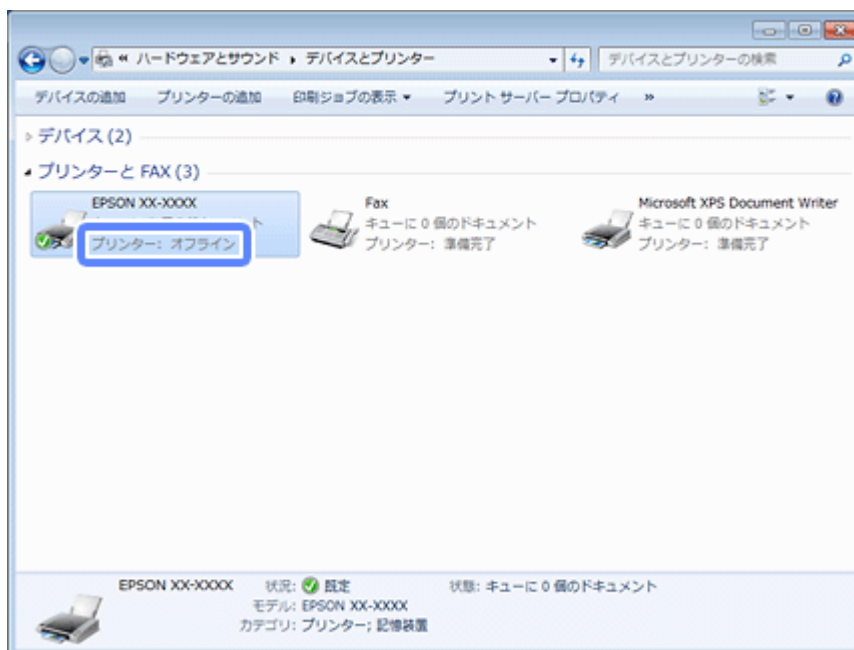 « ハードウェアとサウンド ▸ デバイスとプリンター
デバイスとプリンターの検索
デバイスの追加 プリンターの追加 印刷ジョブの表示 ▼ プリント サーバー プロパティ »
デバイス (2)
プリンターと FAX (3)
EPSON XX-XXXX
プリンター: オフライン
Fax
キューに 0 個のドキュメント
プリンター: 準備完了
Microsoft XPS Document Writer
キューに 0 個のドキュメント
プリンター: 準備完了
EPSON XX-XXXX 状況: 既定 状態: キューに 0 個のドキュメント
モデル: EPSON XX-XXXX
カテゴリ: プリンター; 記憶装置